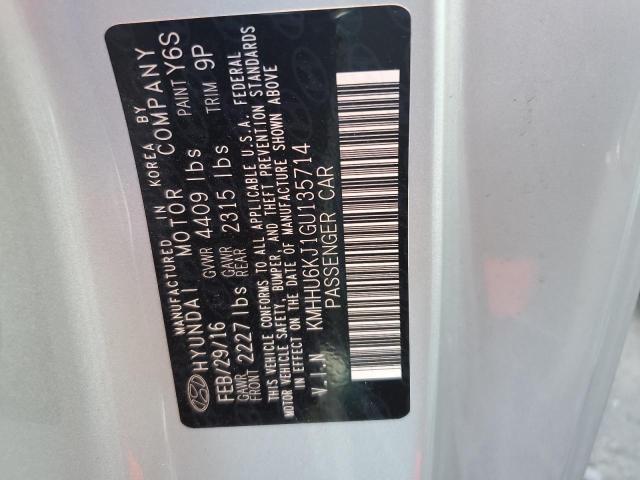 MANUFACTURED IN KOREA BY
HYUNDAI MOTOR COMPANY
FEB/29/16 GVWR 4409 lbs PAINT Y6S
GAWR FRONT 2227 lbs GAWR REAR 2315 lbs TRIM 9P
THIS VEHICLE CONFORMS TO ALL APPLICABLE U.S.A. FEDERAL
MOTOR VEHICLE SAFETY, BUMPER, AND THEFT PREVENTION STANDARDS
IN EFFECT ON THE DATE OF MANUFACTURE SHOWN ABOVE
V.I.N KMHHU6KJ1GU135714
PASSENGER CAR